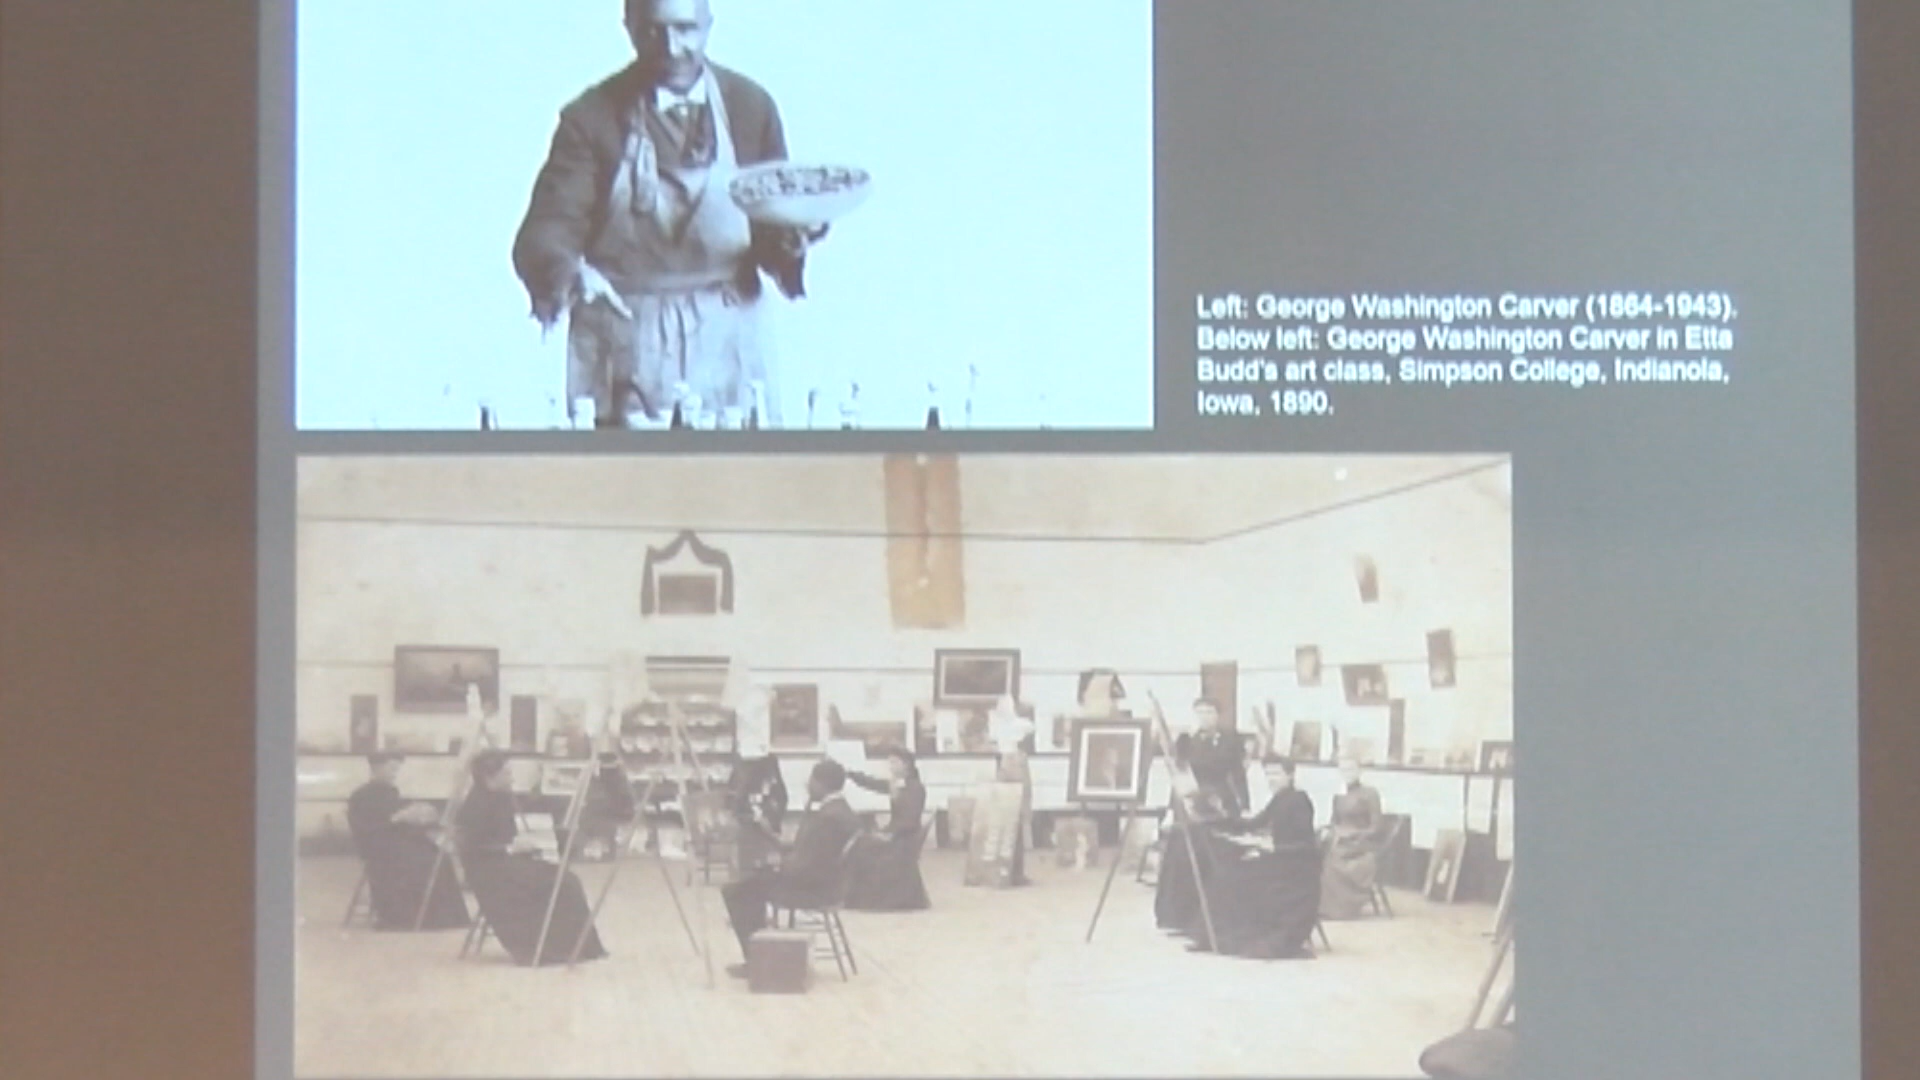 Left: George Washington Carver (1864-1943).
Below left: George Washington Carver in Etta
Budd's art class, Simpson College, Indianola,
Iowa, 1890.